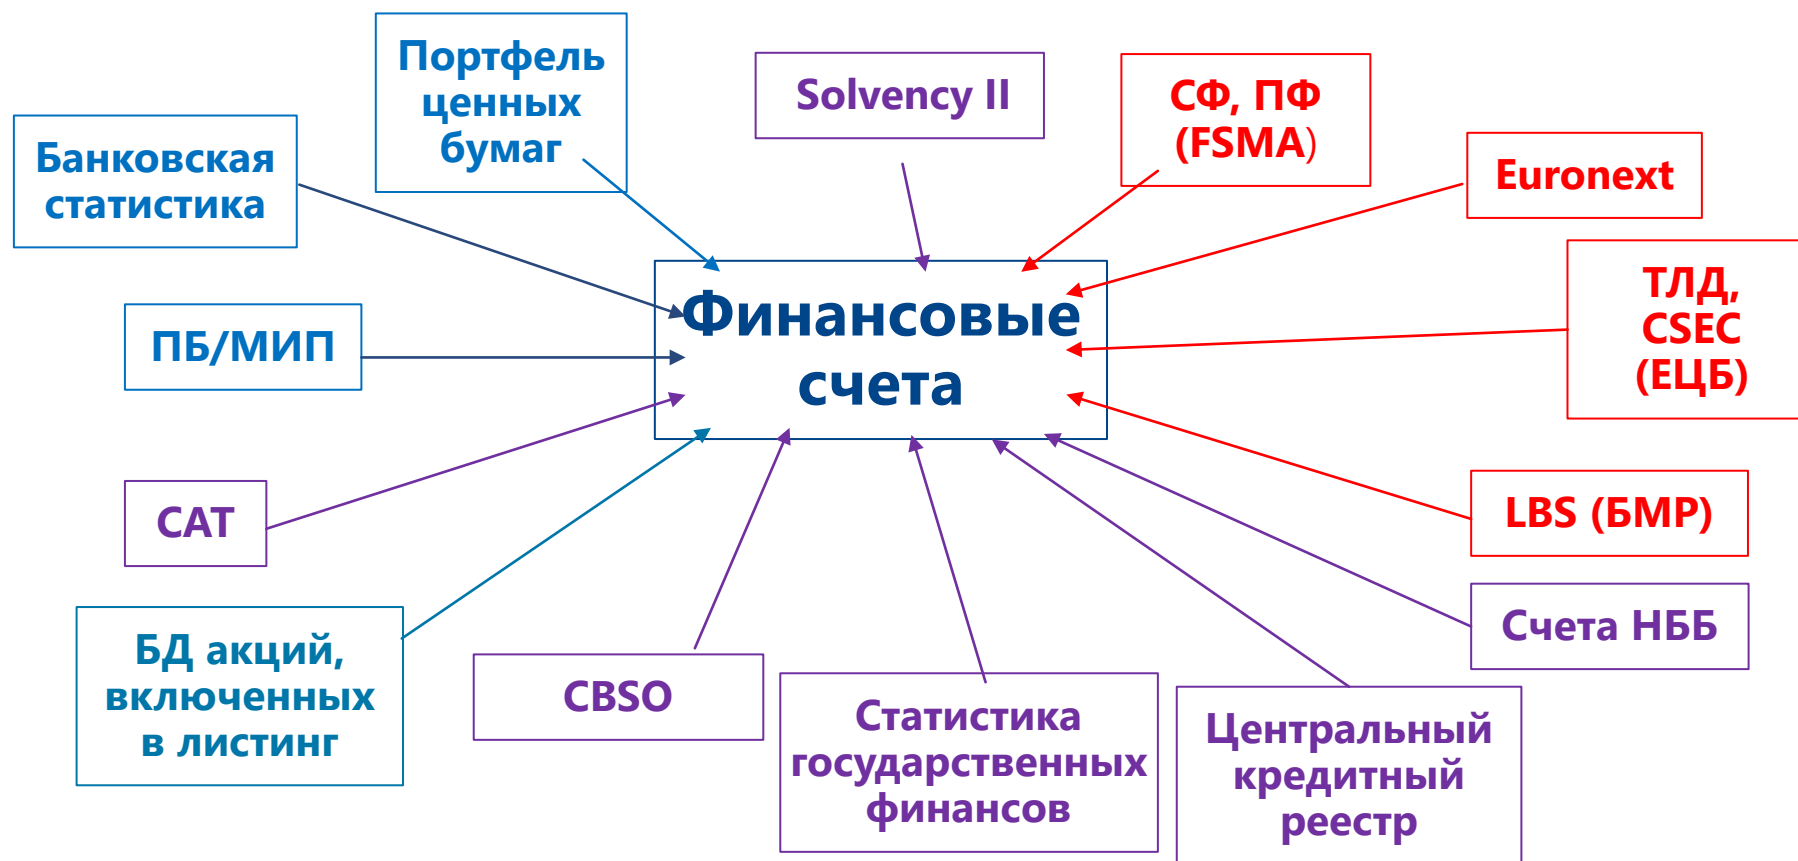 Портфель
ценных
бумаг
Solvency II
СФ, ПФ
(FSMA)
Банковская
статистика
Euronext
ТЛД,
CSEC
(ЕЦБ)
Финансовые
счета
ПБ/МИП
САТ
LBS (БМР)
БД акций,
включенных
в листинг
CBSO
Статистика
государственных
финансов
Центральный
кредитный
реестр
Счета НББ